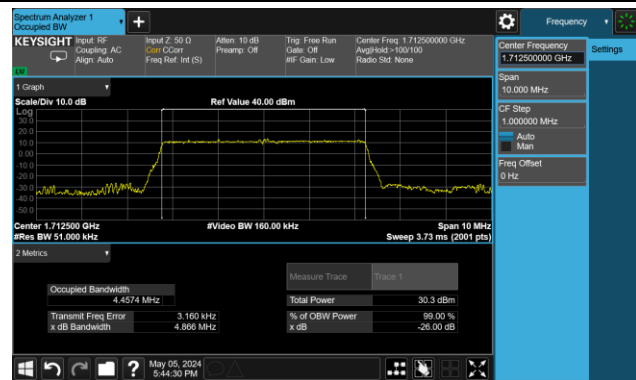 Spectrum Analyzer 1
Occupied BW
+
Frequency
KEYSIGHT
Input: RF
Coupling: AC
Align: Auto
Input Z: 50 Ω
Corr CCorr
Freq Ref: Int (S)
Atten: 10 dB
Preamp: Off
Trig: Free Run
Gate: Off
#IF Gain: Low
Center Freq: 1.712500000 GHz
Avg|Hold:>100/100
Radio Std: None
Center Frequency
1.712500000 GHz
Settings
Span
10.000 MHz
CF Step
1.000000 MHz
Auto
Man
Freq Offset
0 Hz
1 Graph
Scale/Div 10.0 dB
Ref Value 40.00 dBm
Log
30.0
20.0
10.0
0.00
-10.0
-20.0
-30.0
-40.0
-50.0
Center 1.712500 GHz
#Video BW 160.00 kHz
Span 10 MHz
#Res BW 51.000 kHz
Sweep 3.73 ms (2001 pts)
2 Metrics
Measure Trace
Trace 1
Occupied Bandwidth
4.4574 MHz
Total Power
30.3 dBm
Transmit Freq Error
3.160 kHz
% of OBW Power
99.00 %
x dB Bandwidth
4.866 MHz
x dB
-26.00 dB
?
May 05, 2024
5:44:30 PM